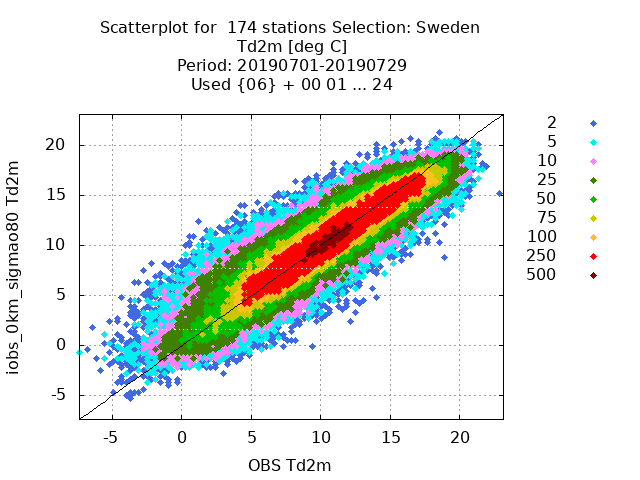 Scatterplot for  174 stations Selection: Sweden
Td2m [deg C]
Period: 20190701-20190729
Used {06} + 00 01 ... 24
iobs_0km_sigmao80 Td2m
20
15
10
5
0
-5
-5 0 5 10 15 20
OBS Td2m
2
5
10
25
50
75
100
250
500